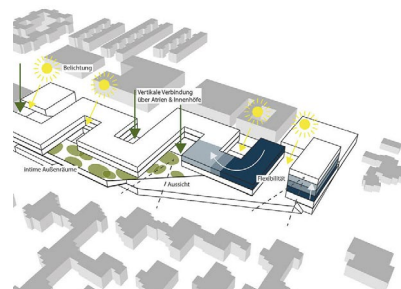 Belichtung
Vertikale Verbindung
über Atrien & Innenhöfe
intime Außenräume
Aussicht
Flexibilität